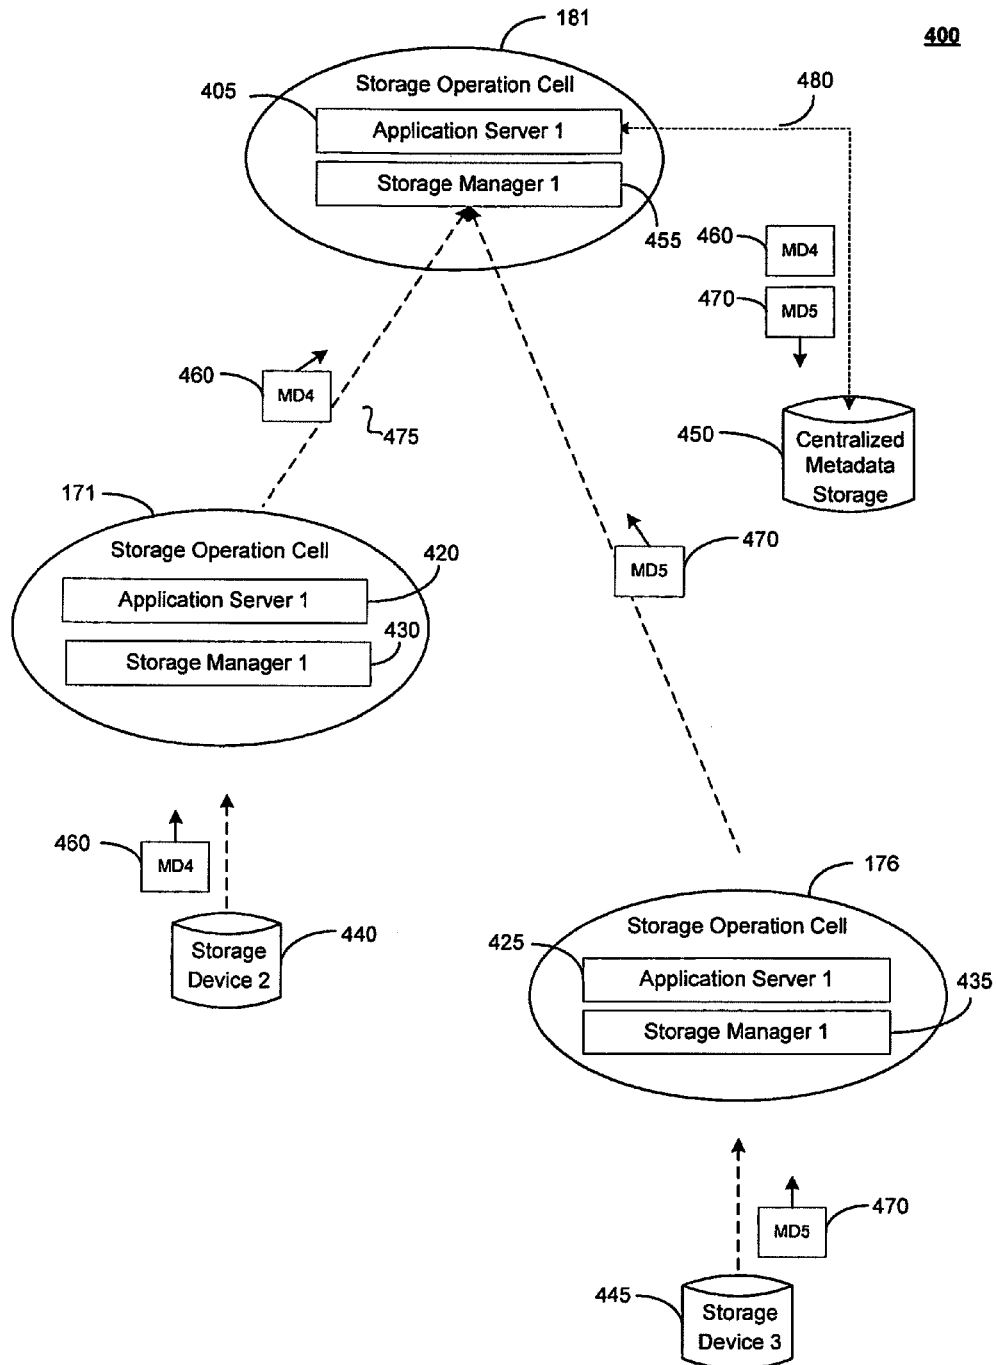 181
400
Storage Operation Cell
405
Application Server 1
480
Storage Manager 1
455
460
MD4
470
MD5
460
MD4
475
450
Centralized
Metadata
Storage
171
Storage Operation Cell
420
Application Server 1
430
Storage Manager 1
MD5
470
460
MD4
Storage
Device 2
440
176
Storage Operation Cell
425
Application Server 1
435
Storage Manager 1
MD5
470
445
Storage
Device 3